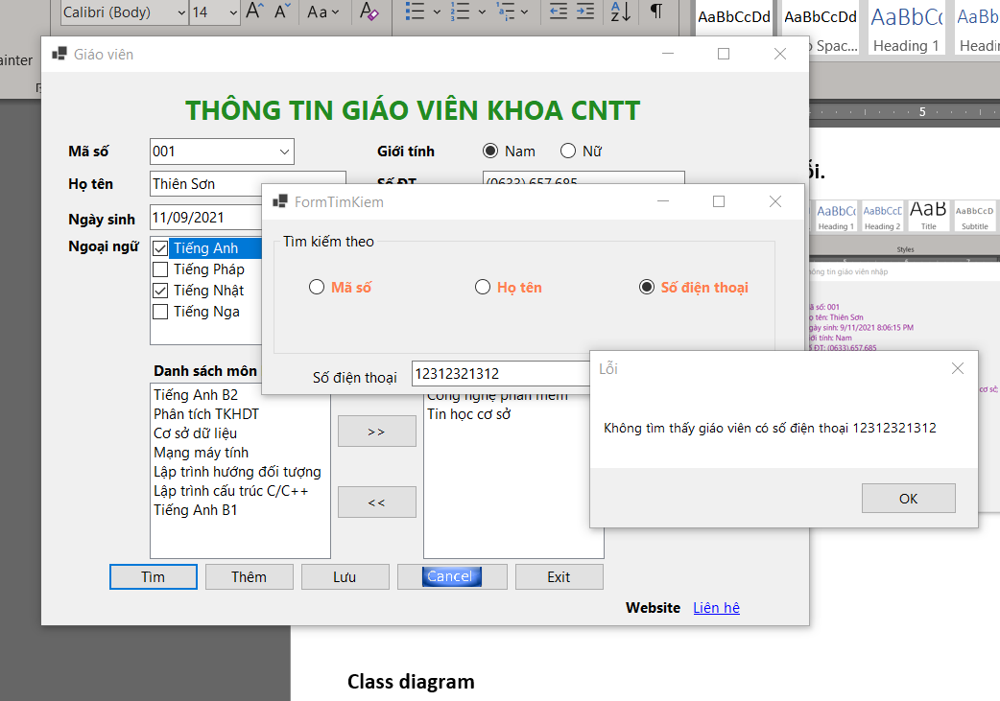 Calibri (Body) 14 A A Aa A
AaBbCcDd AaBbCcDd AaBbC AaBb
Spac... Heading 1 Headi
ainter
5
Giáo viên
THÔNG TIN GIÁO VIÊN KHOA CNTT
Mã số 001 Giới tính Nam Nữ
Họ tên Thiên Sơn Số ĐT (0633) 657 685
Ngày sinh 11/09/2021
Ngoại ngữ Tiếng Anh
Tiếng Pháp
Tiếng Nhật
Tiếng Nga
FormTimKiem
Tìm kiếm theo
Mã số Họ tên Số điện thoại
Số điện thoại 12312321312
Lỗi
Không tìm thấy giáo viên có số điện thoại 12312321312
OK
Danh sách môn
Tiếng Anh B2
Phân tích TKHDT
Cơ sở dữ liệu
Mạng máy tính
Lập trình hướng đối tượng
Lập trình cấu trúc C/C++
Tiếng Anh B1
>>
<<
Công nghệ phần mềm
Tin học cơ sở
Tìm Thêm Lưu Cancel Exit
Website Liên hệ
ỗi.
AaBbC AaBbCcC AaB AaBbCcD
Heading 1 Heading 2 Title Subtitle
Styles
hông tin giáo viên nhập
ã số: 001
ọ tên: Thiên Sơn
gày sinh: 9/11/2021 8:06:15 PM
iới tính: Nam
ố ĐT: (0633) 657 685
cơ sở;
Class diagram